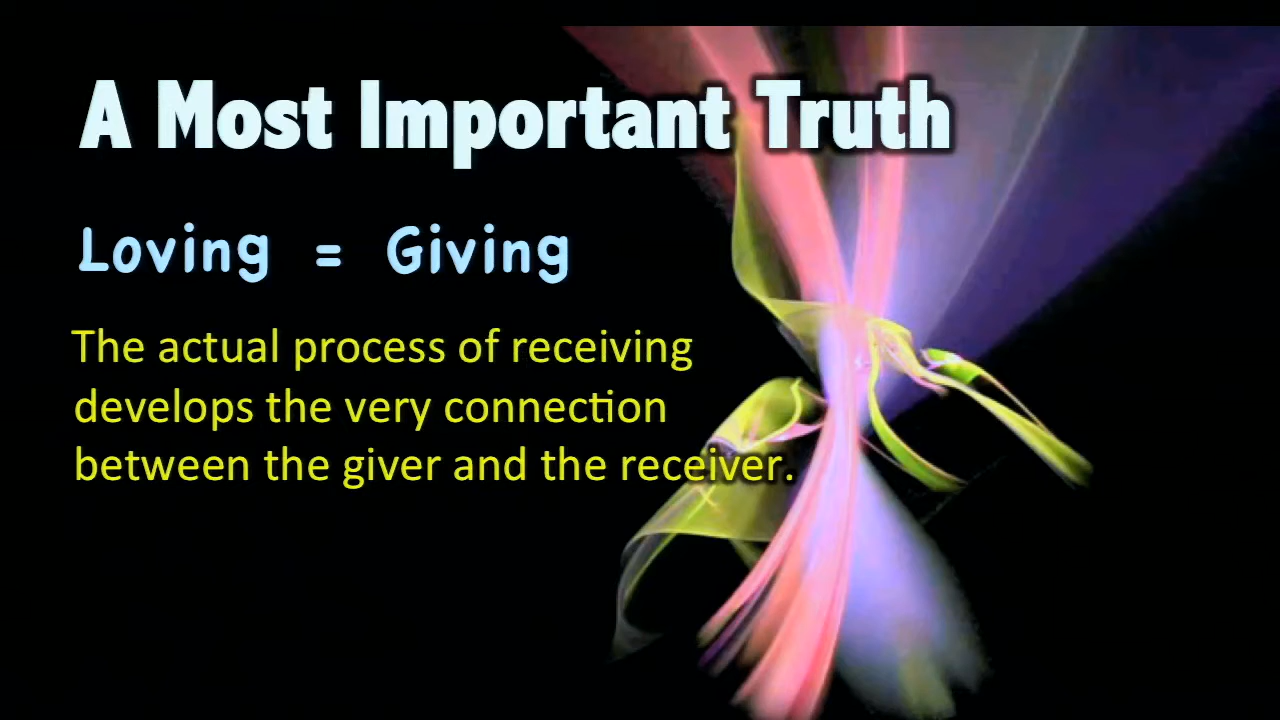 A Most Important Truth
Loving = Giving
The actual process of receiving
develops the very connection
between the giver and the receiver.